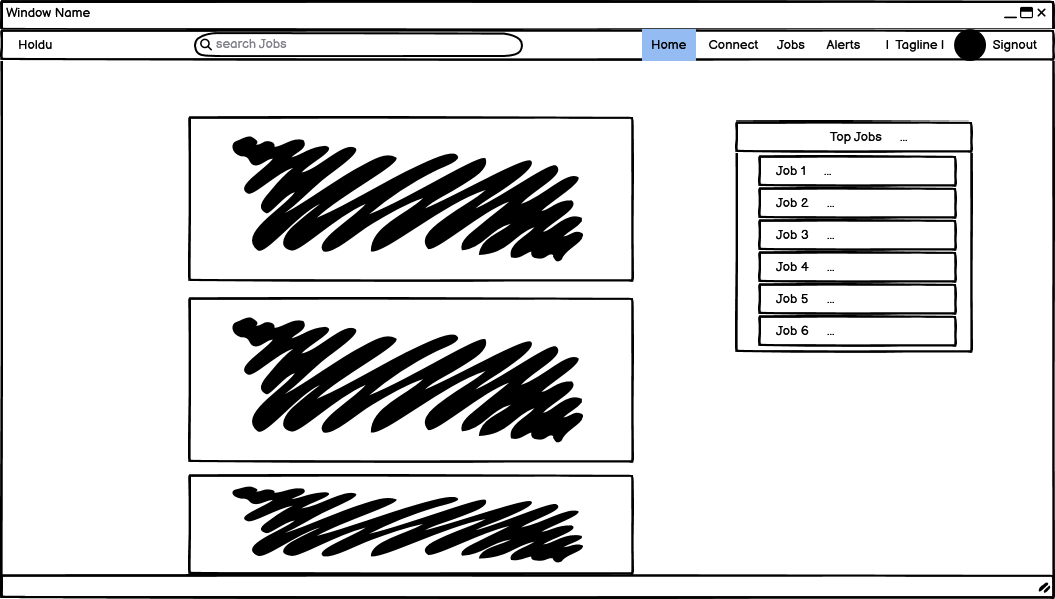 Window Name
Holdu search Jobs Home Connect Jobs Alerts | Tagline | Signout
Top Jobs ...
Job 1 ...
Job 2 ...
Job 3 ...
Job 4 ...
Job 5 ...
Job 6 ...